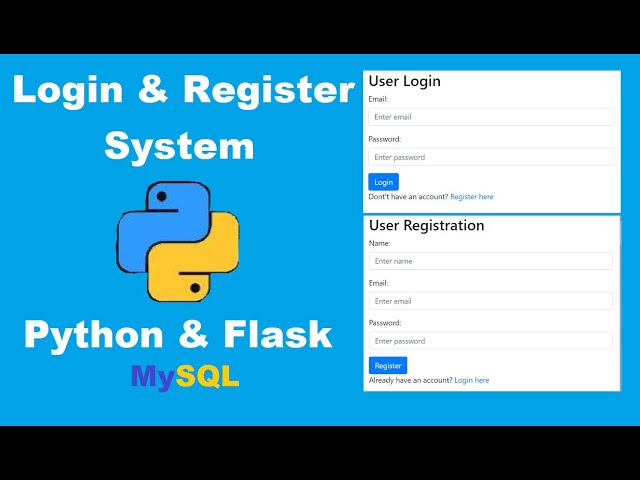 Login & Register
System
Python & Flask
MySQL
User Login
Email:
Enter email
Password:
Enter password
Login
Dont't have an account? Register here
User Registration
Name:
Enter name
Email:
Enter email
Password:
Enter password
Register
Already have an account? Login here